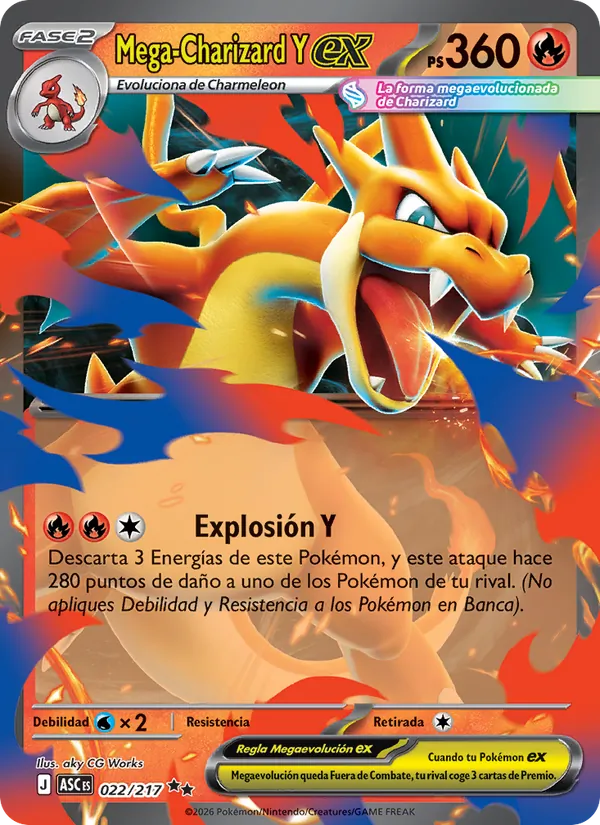 FASE2
Mega-Charizard Y ex
PS 360
Evoluciona de Charmeleon
La forma megaevolucionada
de Charizard
Explosión Y
Descarta 3 Energías de este Pokémon, y este ataque hace
280 puntos de daño a uno de los Pokémon de tu rival. (No
apliques Debilidad y Resistencia a los Pokémon en Banca).
Debilidad × 2 Resistencia Retirada
Ilus. aky CG Works
Regla Megaevolución ex Cuando tu Pokémon ex
Megaevolución queda Fuera de Combate, tu rival coge 3 cartas de Premio.
J ASC ES 022/217
©2026 Pokémon/Nintendo/Creatures/GAME FREAK